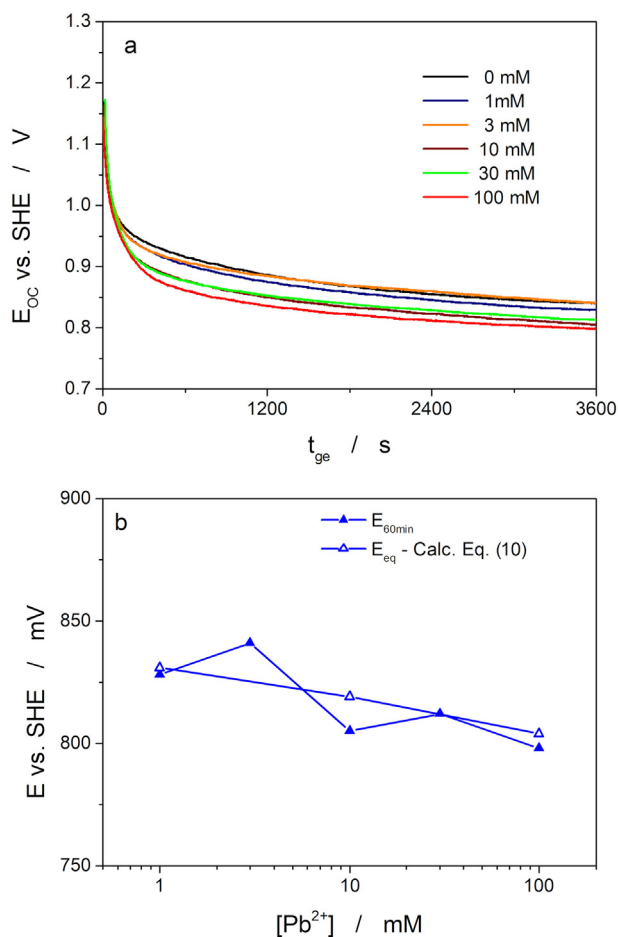 a
1.3
1.2
1.1
1.0
0.9
0.8
0.7
E_OC vs. SHE / V
0 mM
1mM
3 mM
10 mM
30 mM
100 mM
0 1200 2400 3600
t_ge / s
b
900
850
800
750
E vs. SHE / mV
E_60min
E_eq - Calc. Eq. (10)
1 10 100
[Pb²⁺] / mM